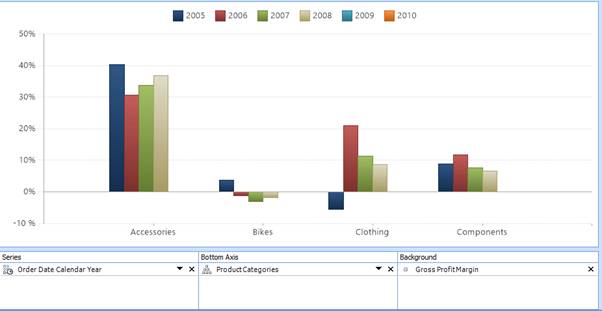 2005 2006 2007 2008 2009 2010
50%
40%
30%
20%
10%
0%
-10 %
Accessories Bikes Clothing Components
Series Bottom Axis Background
Order Date Calendar Year Product Categories Gross Profit Margin